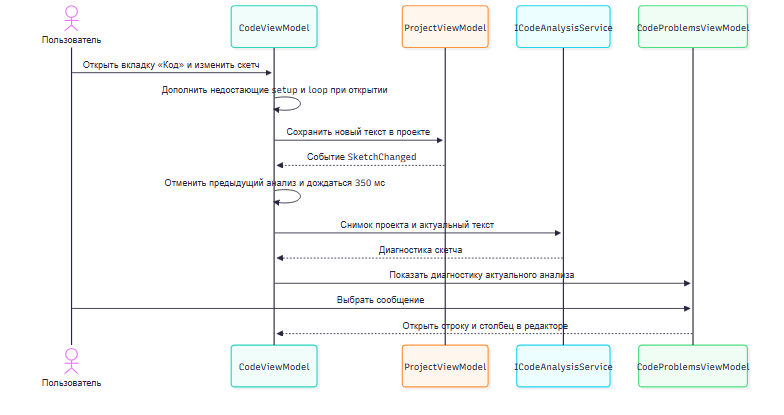 CodeViewModel
ProjectViewModel
ICodeAnalysisService
CodeProblemsViewModel
Пользователь
Открыть вкладку «Код» и изменить скетч
Дополнить недостающие setup и loop при открытии
Сохранить новый текст в проекте
Событие SketchChanged
Отменить предыдущий анализ и дождаться 350 мс
Снимок проекта и актуальный текст
Диагностика скетча
Показать диагностику актуального анализа
Выбрать сообщение
Открыть строку и столбец в редакторе
CodeViewModel
ProjectViewModel
ICodeAnalysisService
CodeProblemsViewModel
Пользователь